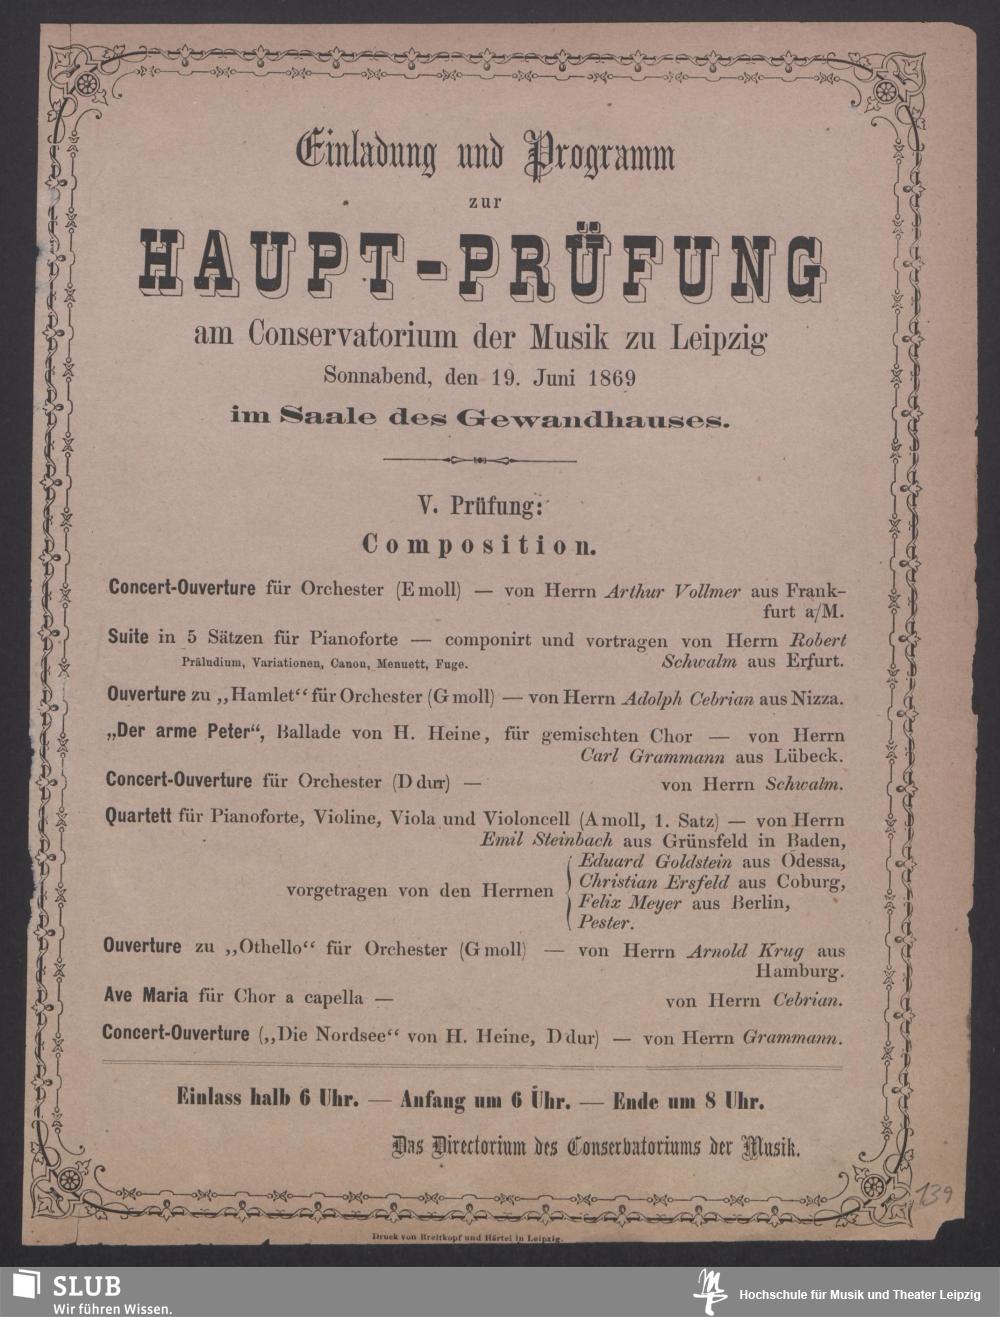 Einladung und Programm
zur
HAUPT-PRÜFUNG
am Conservatorium der Musik zu Leipzig
Sonnabend, den 19. Juni 1869
im Saale des Gewandhauses.
V. Prüfung:
Composition.
Concert-Ouverture für Orchester (E moll) — von Herrn Arthur Vollmer aus Frank-
furt a/M.
Suite in 5 Sätzen für Pianoforte — componirt und vortragen von Herrn Robert
Präludium, Variationen, Canon, Menuett, Fuge. Schwalm aus Erfurt.
Ouverture zu „Hamlet“ für Orchester (G moll) — von Herrn Adolph Cebrian aus Nizza.
„Der arme Peter“, Ballade von H. Heine, für gemischten Chor — von Herrn
Carl Grammann aus Lübeck.
Concert-Ouverture für Orchester (D dur) — von Herrn Schwalm.
Quartett für Pianoforte, Violine, Viola und Violoncell (A moll, 1. Satz) — von Herrn
Emil Steinbach aus Grünsfeld in Baden,
vorgetragen von den Herrnen
Eduard Goldstein aus Odessa,
Christian Ersfeld aus Coburg,
Felix Meyer aus Berlin,
Pester.
Ouverture zu „Othello“ für Orchester (G moll) — von Herrn Arnold Krug aus
Hamburg.
Ave Maria für Chor a capella — von Herrn Cebrian.
Concert-Ouverture („Die Nordsee“ von H. Heine, D dur) — von Herrn Grammann.
Einlass halb 6 Uhr. — Anfang um 6 Uhr. — Ende um 8 Uhr.
Das Directorium des Conservatoriums der Musik.
139
Druck von Breitkopf und Härtel in Leipzig.
SLUB
Wir führen Wissen.
Hochschule für Musik und Theater Leipzig